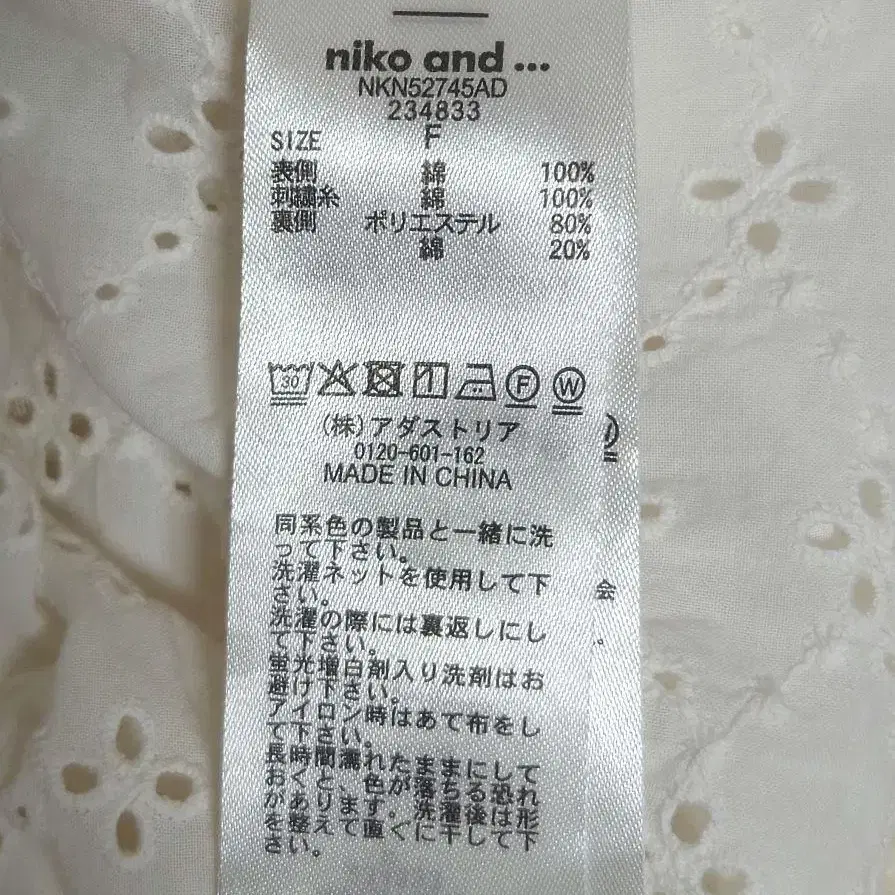 niko and ...
NKN52745AD
234833
SIZE F
表側 綿 100%
刺繍糸 綿 100%
裏側 ポリエステル 80%
綿 20%
30 F W
(株)アダストリア
0120-601-162
MADE IN CHINA
同系色の製品と一緒に洗
って下さい。
洗濯ネットを使用して下
さい。
洗濯の際には裏返しにし
て下さい。
蛍光増白剤入り洗剤はお
避け下さい。
アイロン時はあて布をし
て下さい。
長時間濡れたままにして
おくと、色が落ちる恐れ
があります。洗濯後は形
を整えて直ぐに干して下
さい。
会
。